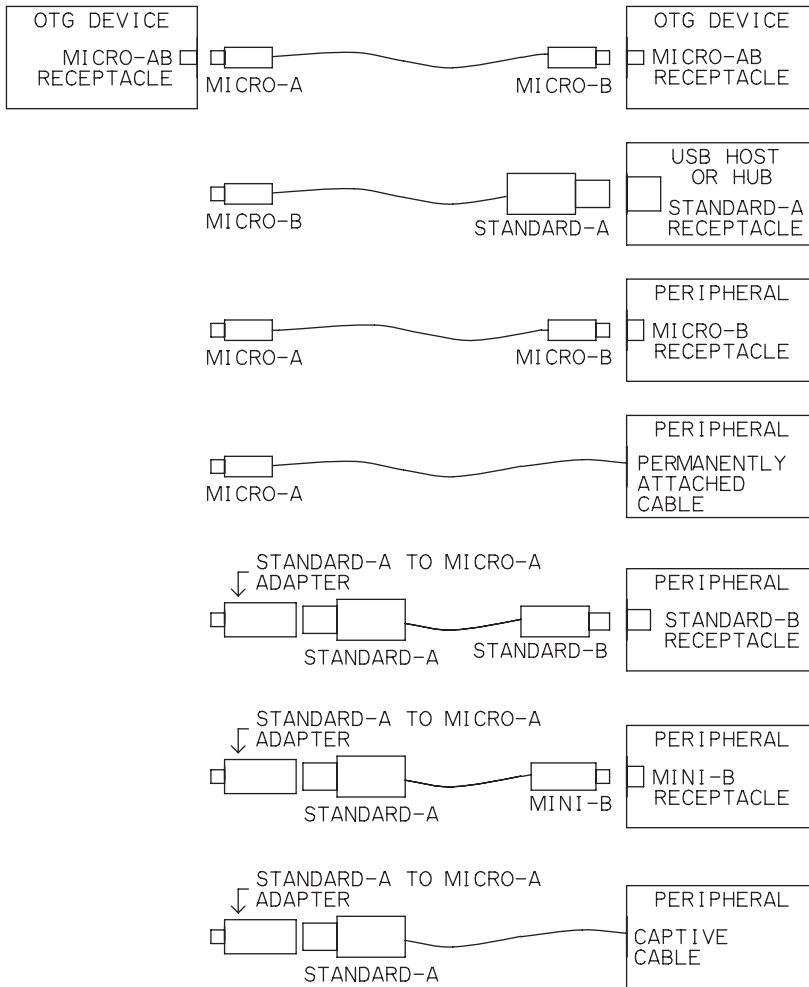 OTG DEVICE
MICRO-AB
RECEPTACLE
MICRO-A
MICRO-B
OTG DEVICE
MICRO-AB
RECEPTACLE
MICRO-B
STANDARD-A
USB HOST
OR HUB
STANDARD-A
RECEPTACLE
MICRO-A
MICRO-B
PERIPHERAL
MICRO-B
RECEPTACLE
MICRO-A
PERIPHERAL
PERMANENTLY
ATTACHED
CABLE
STANDARD-A TO MICRO-A
ADAPTER
STANDARD-A
STANDARD-B
PERIPHERAL
STANDARD-B
RECEPTACLE
STANDARD-A TO MICRO-A
ADAPTER
STANDARD-A
MINI-B
PERIPHERAL
MINI-B
RECEPTACLE
STANDARD-A TO MICRO-A
ADAPTER
STANDARD-A
PERIPHERAL
CAPTIVE
CABLE